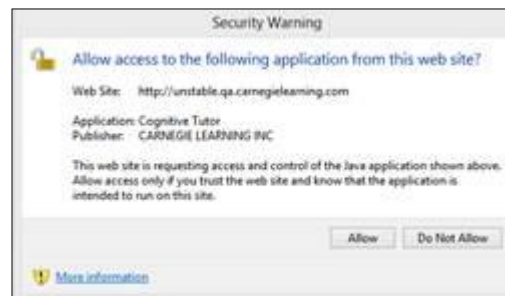 Security Warning
Allow access to the following application from this web site?
Web Site: http://unstable.qa.carnegielearning.com
Application: Cognitive Tutor
Publisher: CARNEGIE LEARNING INC
This web site is requesting access and control of the Java application shown above.
Allow access only if you trust the web site and know that the application is
intended to run on this site.
Allow Do Not Allow
More information